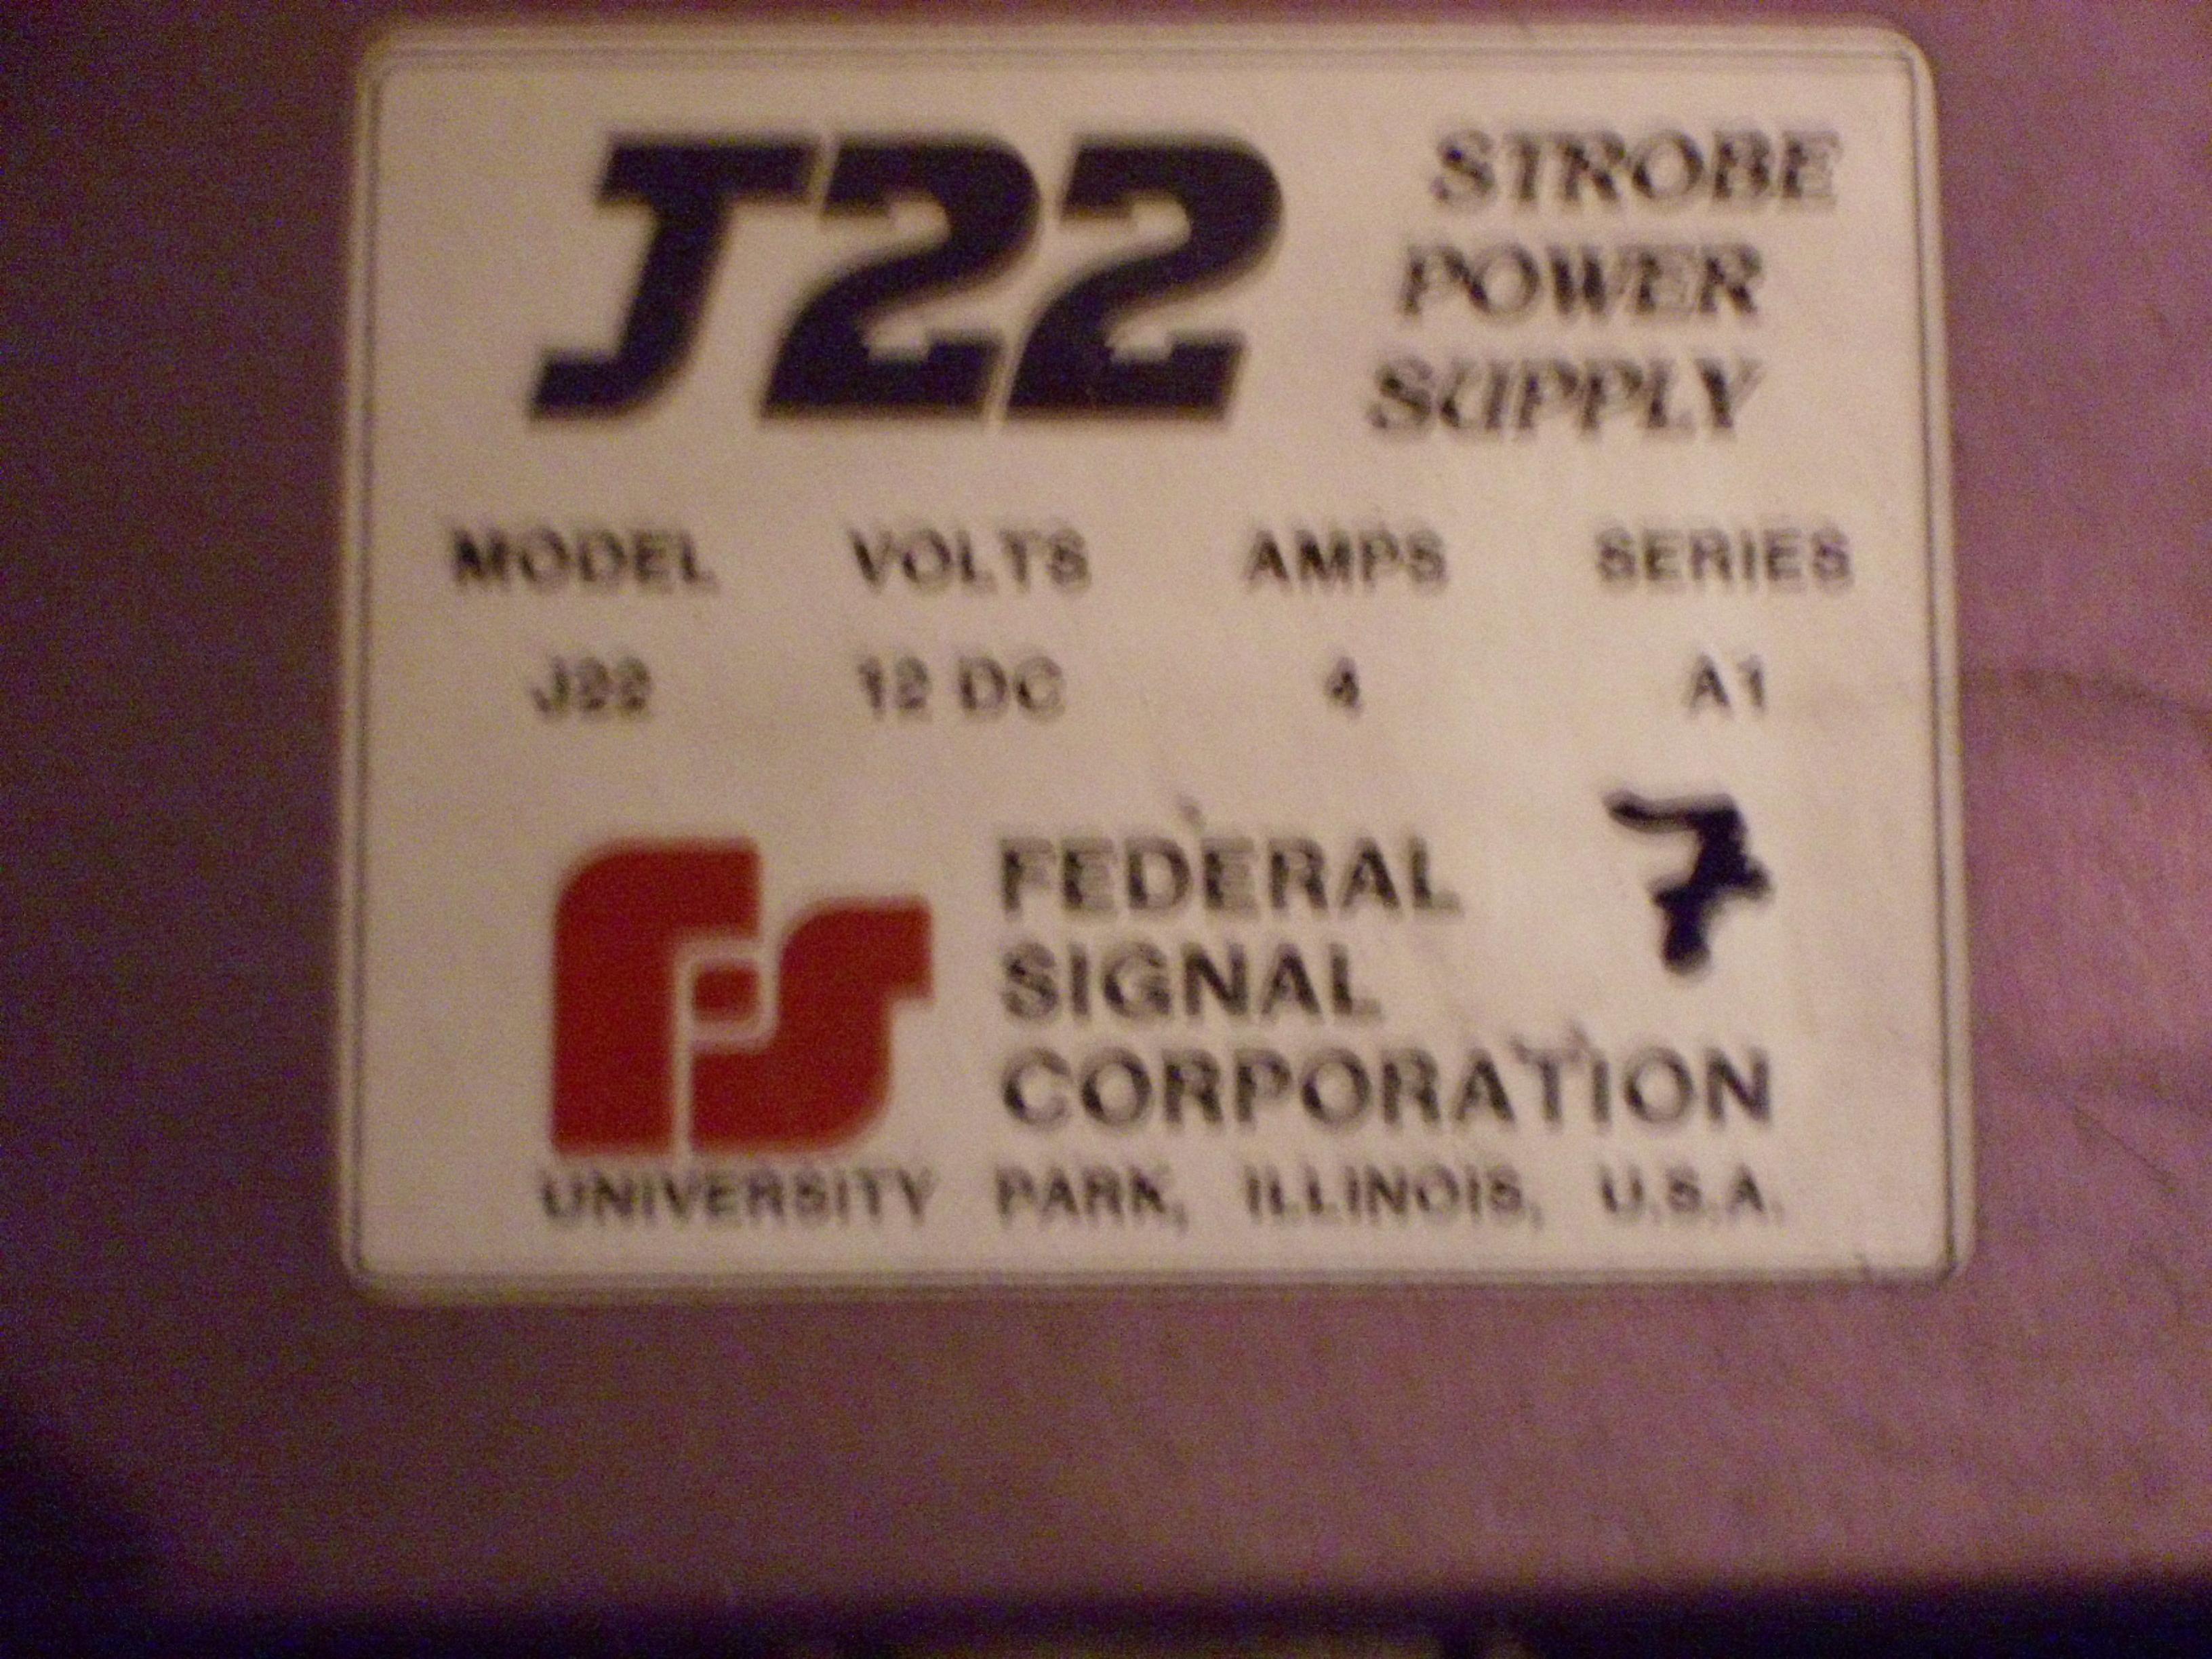 J22 STROBE
POWER
SUPPLY
MODEL VOLTS AMPS SERIES
J22 12 DC 4 A1
7
FS FEDERAL
SIGNAL
CORPORATION
UNIVERSITY PARK, ILLINOIS, U.S.A.